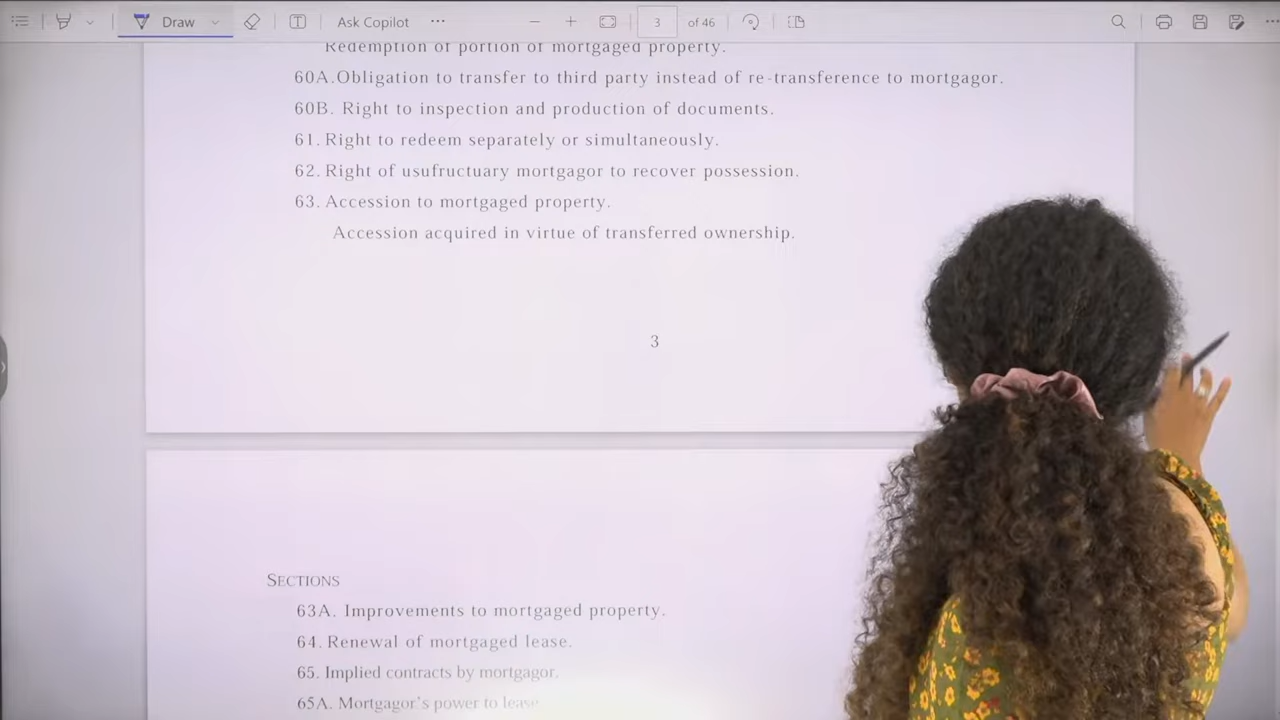 Draw
Ask Copilot
3 of 46
Redemption of portion of mortgaged property.
60A.Obligation to transfer to third party instead of re-transference to mortgagor.
60B. Right to inspection and production of documents.
61. Right to redeem separately or simultaneously.
62. Right of usufructuary mortgagor to recover possession.
63. Accession to mortgaged property.
Accession acquired in virtue of transferred ownership.
3
SECTIONS
63A. Improvements to mortgaged property.
64. Renewal of mortgaged lease.
65. Implied contracts by mortgagor.
65A. Mortgagor's power to lease